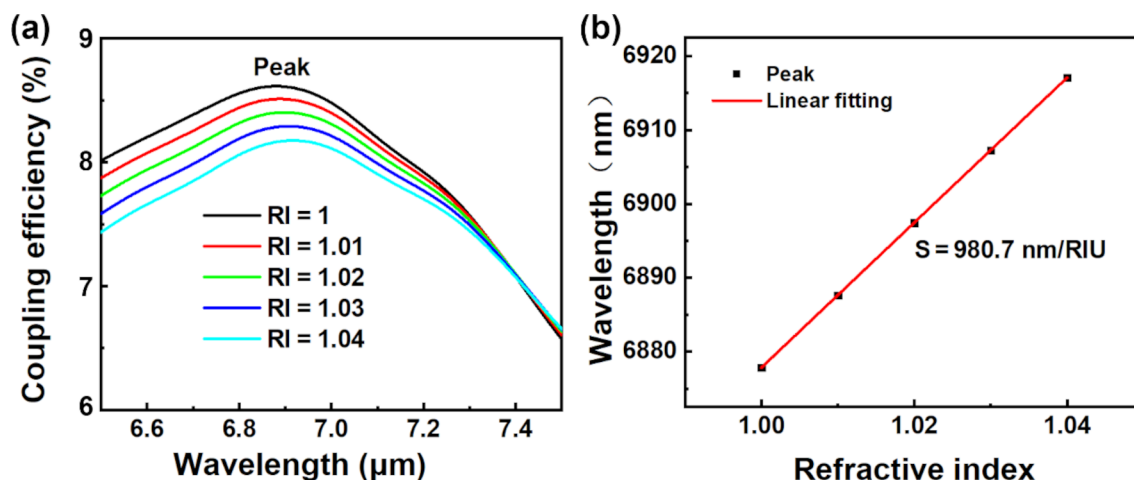 (a)
9
8
7
6
Coupling efficiency (%)
Peak
RI = 1
RI = 1.01
RI = 1.02
RI = 1.03
RI = 1.04
6.6 6.8 7.0 7.2 7.4
Wavelength (μm)
(b)
6920
6910
6900
6890
6880
Wavelength（nm）
Peak
Linear fitting
S = 980.7 nm/RIU
1.00 1.02 1.04
Refractive index